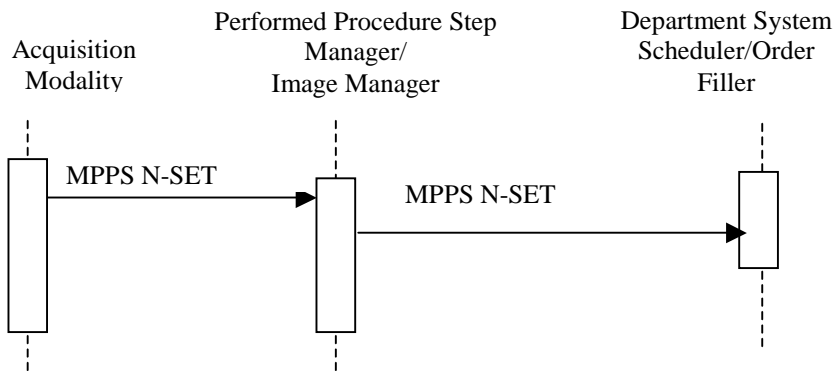 Acquisition
Modality
Performed Procedure Step
Manager/
Image Manager
Department System
Scheduler/Order
Filler
MPPS N-SET
MPPS N-SET